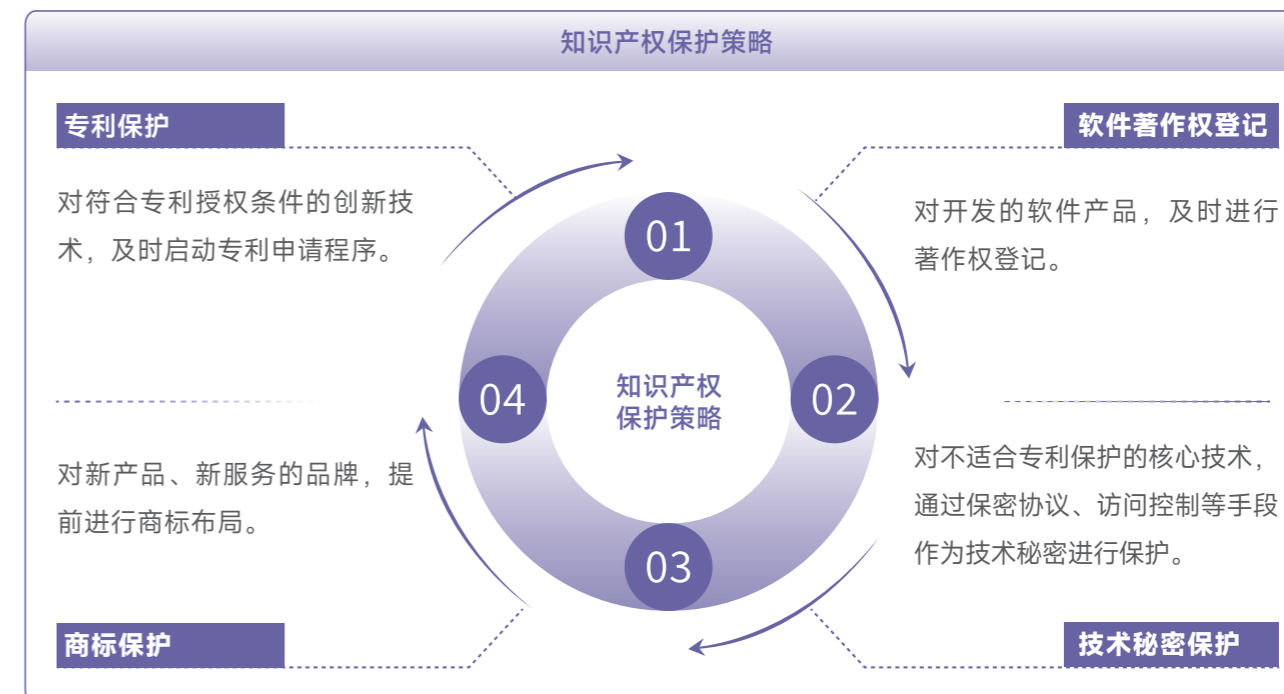 知识产权保护策略
专利保护
对符合专利授权条件的创新技
术，及时启动专利申请程序。
软件著作权登记
对开发的软件产品，及时进行
著作权登记。
01
02
03
04
知识产权
保护策略
对新产品、新服务的品牌，提
前进行商标布局。
商标保护
对不适合专利保护的核心技术，
通过保密协议、访问控制等手段
作为技术秘密进行保护。
技术秘密保护